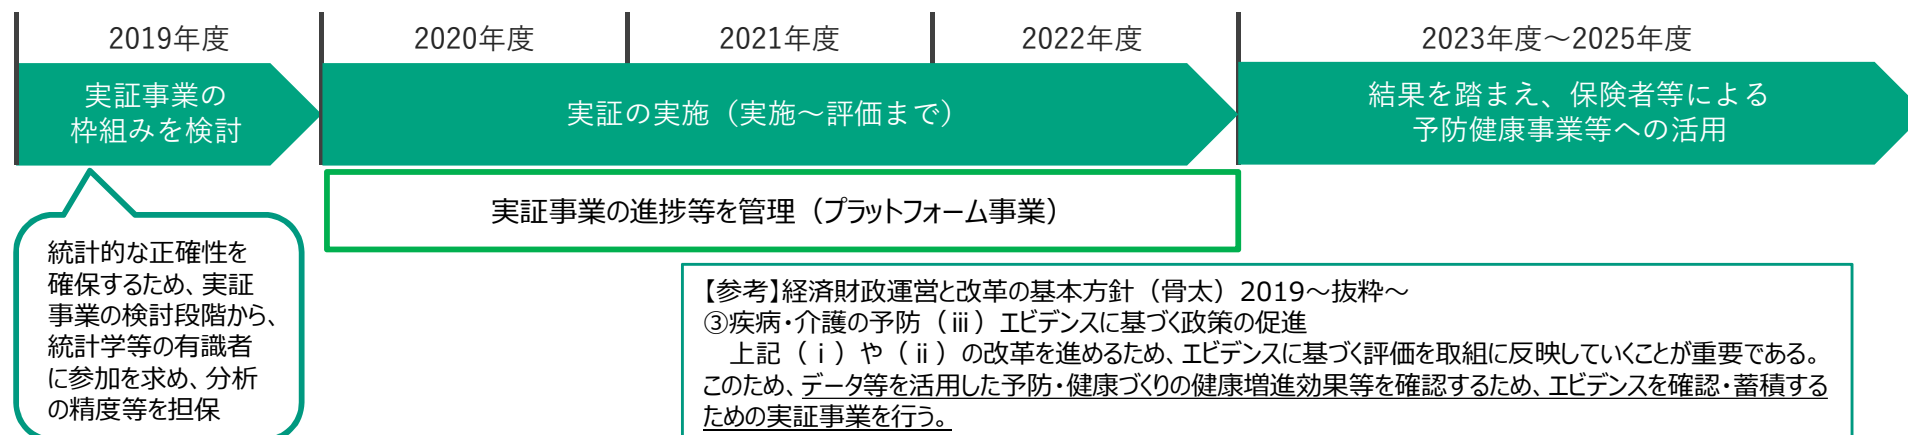 2019年度
2020年度
2021年度
2022年度
2023年度～2025年度
実証事業の
枠組みを検討
実証の実施（実施～評価まで）
結果を踏まえ、保険者等による
予防健康事業等への活用
実証事業の進捗等を管理（プラットフォーム事業）
統計的な正確性を
確保するため、実証
事業の検討段階から、
統計学等の有識者
に参加を求め、分析
の精度等を担保
【参考】経済財政運営と改革の基本方針（骨太）2019～抜粋～
③疾病・介護の予防（ⅲ）エビデンスに基づく政策の促進
上記（ⅰ）や（ⅱ）の改革を進めるため、エビデンスに基づく評価を取組に反映していくことが重要である。
このため、データ等を活用した予防・健康づくりの健康増進効果等を確認するため、エビデンスを確認・蓄積する
ための実証事業を行う。